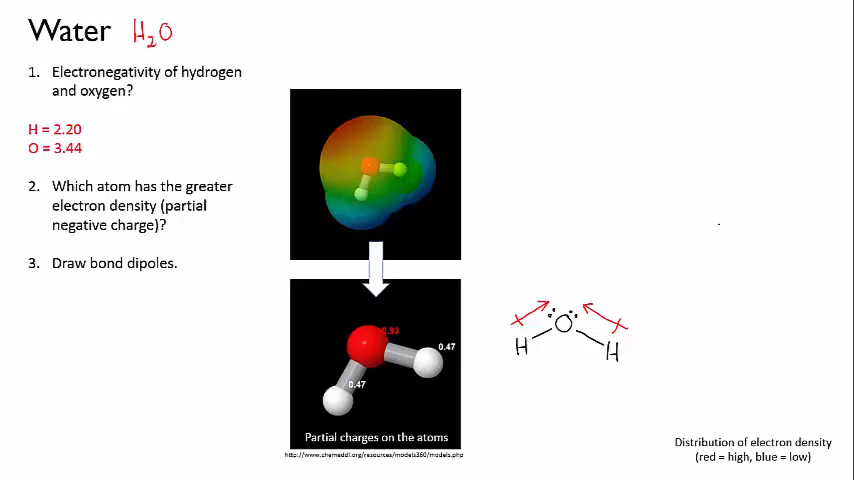 Water H₂O
1. Electronegativity of hydrogen
and oxygen?
H = 2.20
O = 3.44
2. Which atom has the greater
electron density (partial
negative charge)?
3. Draw bond dipoles.
0.93
0.47
0.47
Partial charges on the atoms
http://www.chemeddl.org/resources/models360/models.php
O
H H
Distribution of electron density
(red = high, blue = low)